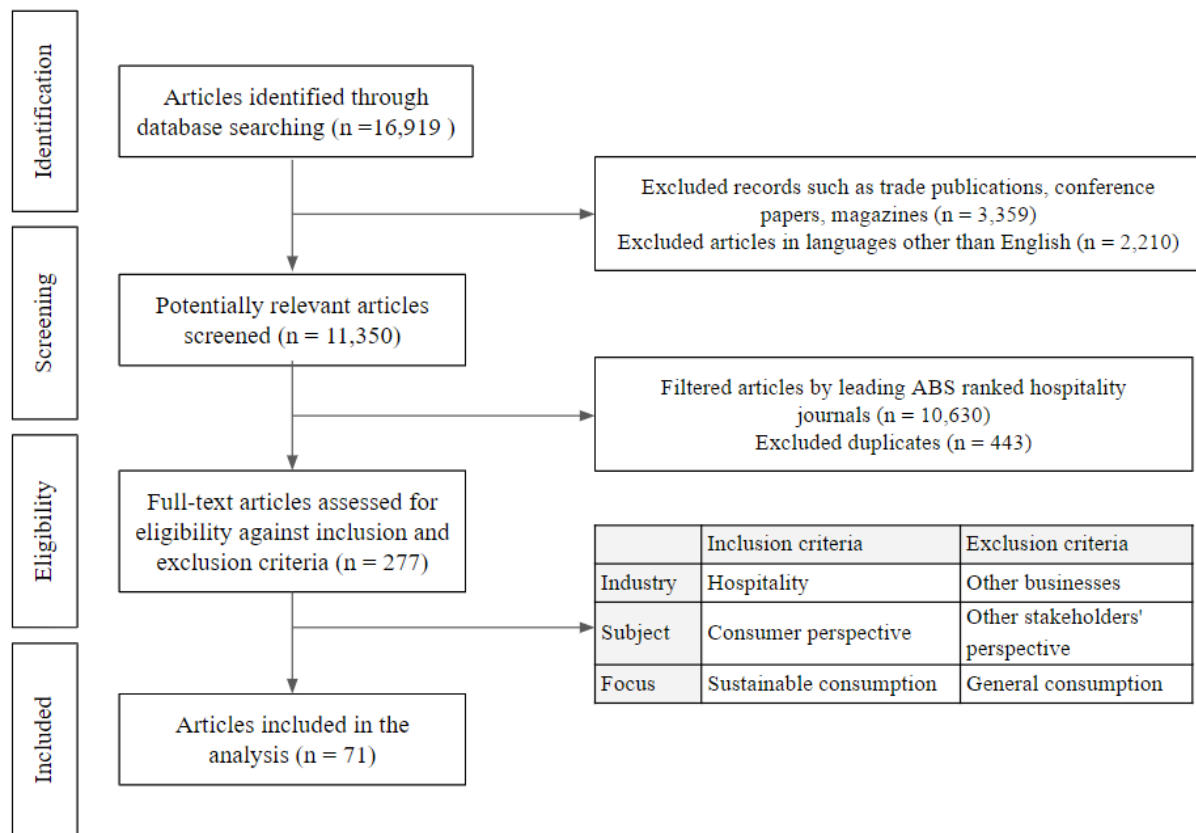 Identification
Articles identified through
database searching (n =16,919 )
Excluded records such as trade publications, conference
papers, magazines (n = 3,359)
Excluded articles in languages other than English (n = 2,210)
Screening
Potentially relevant articles
screened (n = 11,350)
Filtered articles by leading ABS ranked hospitality
journals (n = 10,630)
Excluded duplicates (n = 443)
Eligibility
Full-text articles assessed for
eligibility against inclusion and
exclusion criteria (n = 277)
Inclusion criteria Exclusion criteria
Industry Hospitality Other businesses
Subject Consumer perspective Other stakeholders'
perspective
Focus Sustainable consumption General consumption
Included
Articles included in the
analysis (n = 71)